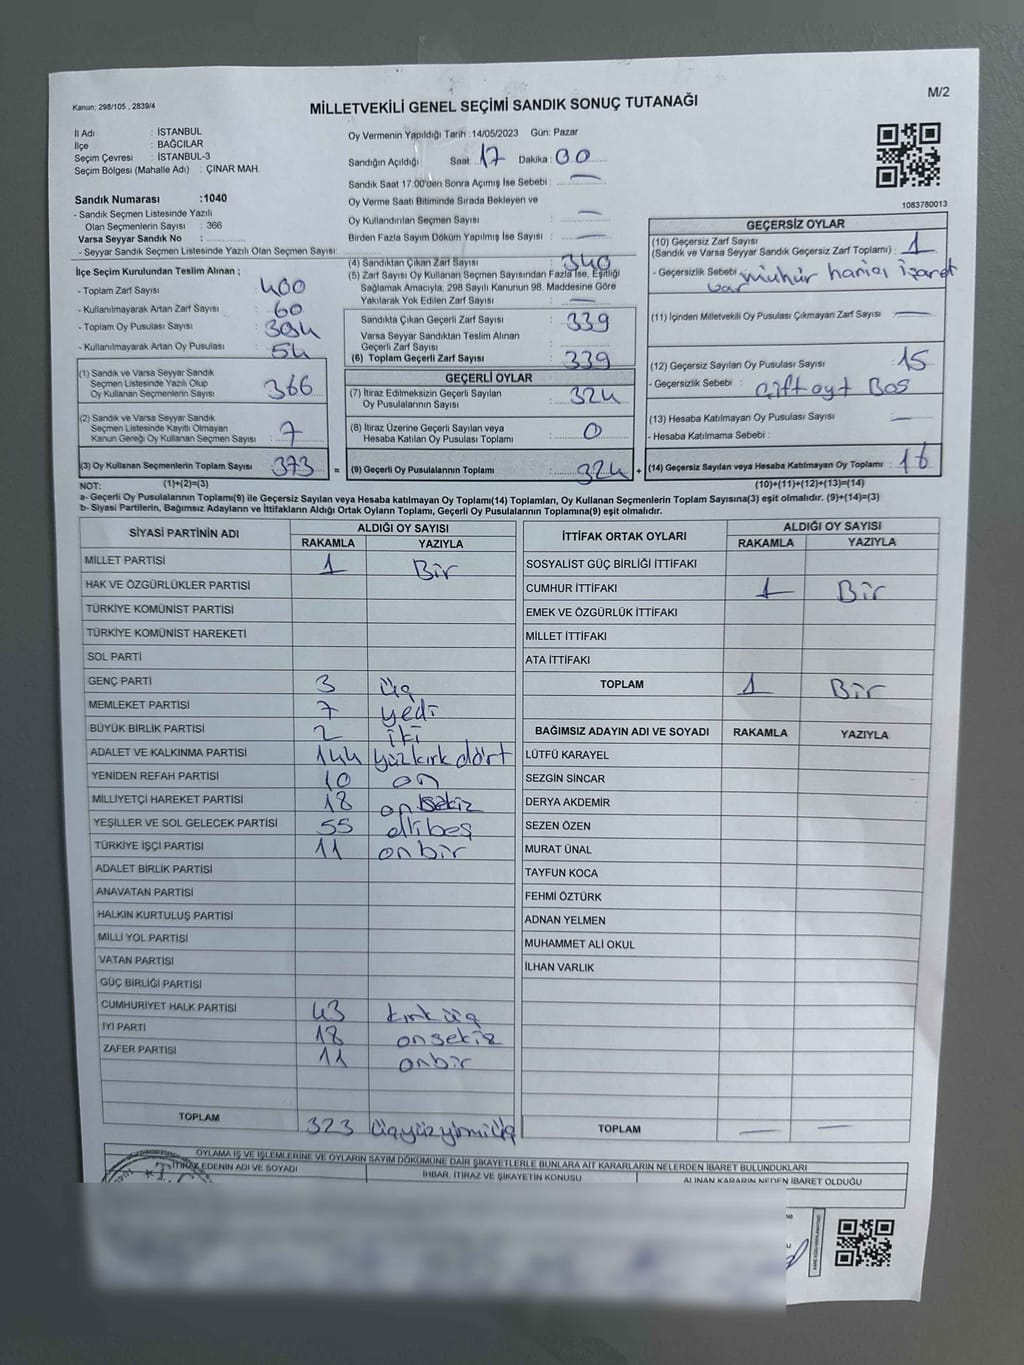 Kanun; 298/105 , 2839/4
MİLLETVEKİLİ GENEL SEÇİMİ SANDIK SONUÇ TUTANAĞI
M/2
İl Adı : İSTANBUL
İlçe : BAĞCILAR
Seçim Çevresi : İSTANBUL-3
Seçim Bölgesi (Mahalle Adı) : ÇINAR MAH.
Sandık Numarası :1040
- Sandık Seçmen Listesinde Yazılı
Olan Seçmenlerin Sayısı : 366
Varsa Seyyar Sandık No :
- Seyyar Sandık Seçmen Listesinde Yazılı Olan Seçmen Sayısı:
İlçe Seçim Kurulundan Teslim Alınan ;
- Toplam Zarf Sayısı : 400
- Kullanılmayarak Artan Zarf Sayısı : 60
- Toplam Oy Pusulası Sayısı : 394
- Kullanılmayarak Artan Oy Pusulası : 54
(1) Sandık ve Varsa Seyyar Sandık
Seçmen Listesinde Yazılı Olup
Oy Kullanan Seçmenlerin Sayısı : 366
(2) Sandık ve Varsa Seyyar Sandık
Seçmen Listesinde Kayıtlı Olmayan
Kanun Gereği Oy Kullanan Seçmen Sayısı : 7
(3) Oy Kullanan Seçmenlerin Toplam Sayısı : 373
Oy Vermenin Yapıldığı Tarih :14/05/2023 Gün: Pazar
Sandığın Açıldığı Saat: 17 Dakika: 00
Sandık Saat 17.00'den Sonra Açılmış İse Sebebi : —
Oy Verme Saati Bitiminde Sırada Bekleyen ve
Oy Kullandırılan Seçmen Sayısı : —
Birden Fazla Sayım Döküm Yapılmış İse Sayısı : —
(4) Sandıktan Çıkan Zarf Sayısı : 340
(5) Zarf Sayısı Oy Kullanan Seçmen Sayısından Fazla İse, Eşitliği
Sağlamak Amacıyla, 298 Sayılı Kanunun 98. Maddesine Göre
Yakılarak Yok Edilen Zarf Sayısı : —
Sandıkta Çıkan Geçerli Zarf Sayısı : 339
Varsa Seyyar Sandıktan Teslim Alınan
Geçerli Zarf Sayısı :
(6) Toplam Geçerli Zarf Sayısı : 339
GEÇERLİ OYLAR
(7) İtiraz Edilmeksizin Geçerli Sayılan
Oy Pusulalarının Sayısı : 324
(8) İtiraz Üzerine Geçerli Sayılan veya
Hesaba Katılan Oy Pusulası Toplamı : 0
= (9) Geçerli Oy Pusulalarının Toplamı : 324 +
1083780013
GEÇERSİZ OYLAR
(10) Geçersiz Zarf Sayısı
(Sandık ve Varsa Seyyar Sandık Geçersiz Zarf Toplamı) : 1
- Geçersizlik Sebebi : mühür harici işaret
var
(11) İçinden Milletvekili Oy Pusulası Çıkmayan Zarf Sayısı : —
(12) Geçersiz Sayılan Oy Pusulası Sayısı : 15
- Geçersizlik Sebebi : Çift oyt Boş
(13) Hesaba Katılmayan Oy Pusulası Sayısı : —
- Hesaba Katılmama Sebebi :
(14) Geçersiz Sayılan veya Hesaba Katılmayan Oy Toplamı : 16
NOT: (1)+(2)=(3)
(10)+(11)+(12)+(13)=(14)
a- Geçerli Oy Pusulalarının Toplamı(9) ile Geçersiz Sayılan veya Hesaba katılmayan Oy Toplamı(14) Toplamları, Oy Kullanan Seçmenlerin Toplam Sayısına(3) eşit olmalıdır. (9)+(14)=(3)
b- Siyasi Partilerin, Bağımsız Adayların ve İttifakların Aldığı Ortak Oyların Toplamı, Geçerli Oy Pusulalarının Toplamına(9) eşit olmalıdır.
SİYASİ PARTİNİN ADI
ALDIĞI OY SAYISI
RAKAMLA YAZIYLA
MİLLET PARTİSİ 1 Bir
HAK VE ÖZGÜRLÜKLER PARTİSİ
TÜRKİYE KOMÜNİST PARTİSİ
TÜRKİYE KOMÜNİST HAREKETİ
SOL PARTİ
GENÇ PARTİ 3 üç
MEMLEKET PARTİSİ 7 yedi
BÜYÜK BİRLİK PARTİSİ 2 iki
ADALET VE KALKINMA PARTİSİ 144 yüzkırkdört
YENİDEN REFAH PARTİSİ 10 on
MİLLİYETÇİ HAREKET PARTİSİ 18 onsekiz
YEŞİLLER VE SOL GELECEK PARTİSİ 55 ellibeş
TÜRKİYE İŞÇİ PARTİSİ 11 onbir
ADALET BİRLİK PARTİSİ
ANAVATAN PARTİSİ
HALKIN KURTULUŞ PARTİSİ
MİLLİ YOL PARTİSİ
VATAN PARTİSİ
GÜÇ BİRLİĞİ PARTİSİ
CUMHURİYET HALK PARTİSİ 43 kırküç
İYİ PARTİ 18 onsekiz
ZAFER PARTİSİ 11 onbir
TOPLAM 323 üçyüzyirmiüç
İTTİFAK ORTAK OYLARI
ALDIĞI OY SAYISI
RAKAMLA YAZIYLA
SOSYALİST GÜÇ BİRLİĞİ İTTİFAKI
CUMHUR İTTİFAKI 1 Bir
EMEK VE ÖZGÜRLÜK İTTİFAKI
MİLLET İTTİFAKI
ATA İTTİFAKI
TOPLAM 1 Bir
BAĞIMSIZ ADAYIN ADI VE SOYADI RAKAMLA YAZIYLA
LÜTFÜ KARAYEL
SEZGİN SİNCAR
DERYA AKDEMİR
SEZEN ÖZEN
MURAT ÜNAL
TAYFUN KOCA
FEHMİ ÖZTÜRK
ADNAN YELMEN
MUHAMMET ALİ OKUL
İLHAN VARLIK
TOPLAM — —
OYLAMA İŞ VE İŞLEMLERİNE VE OYLARIN SAYIM DÖKÜMÜNE DAİR ŞİKAYETLERLE BUNLARA AİT KARARLARIN NELERDEN İBARET BULUNDUKLARI
İTİRAZ EDENİN ADI VE SOYADI
İHBAR, İTİRAZ VE ŞİKAYETİN KONUSU
ALINAN KARARIN NEDEN İBARET OLDUĞU